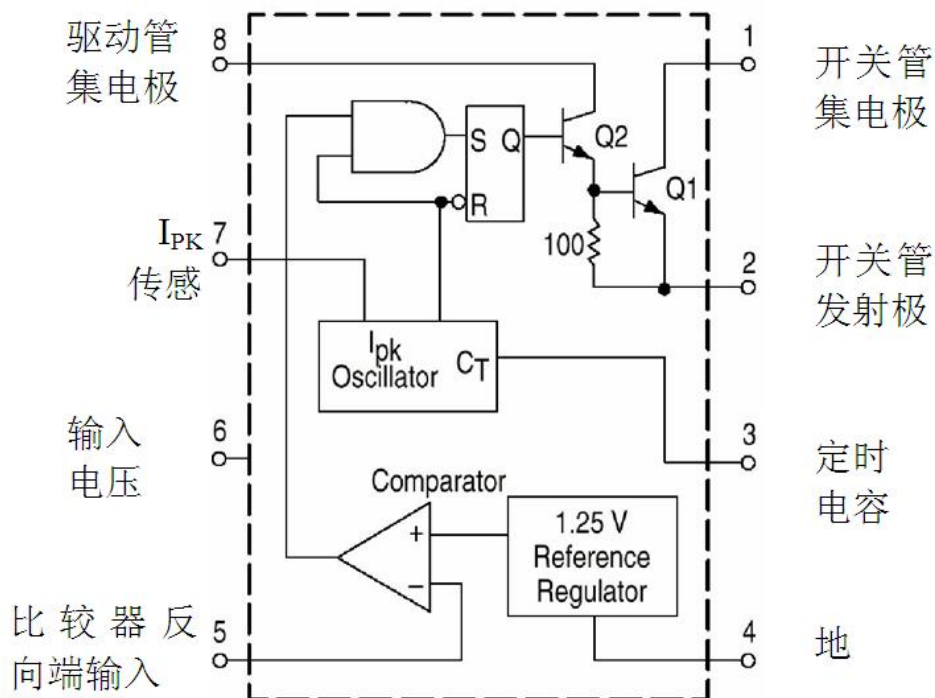 驱动管
集电极
8
1
开关管
集电极
S
Q
Q2
R
Q1
100
I_PK
传感
7
2
开关管
发射极
Ipk
Oscillator
CT
输入
电压
6
3
定时
电容
Comparator
+
−
1.25 V
Reference
Regulator
比较器反
向端输入
5
4
地